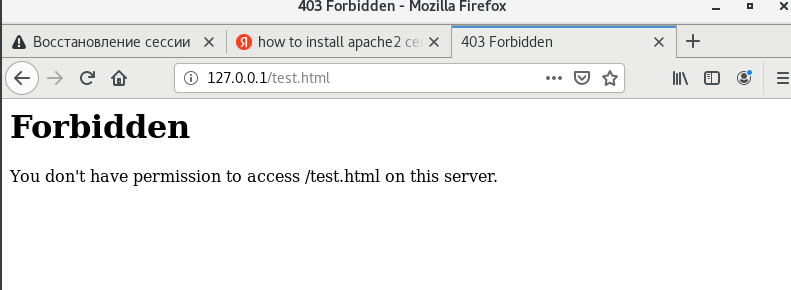 403 Forbidden - Mozilla Firefox
Восстановление сессии
how to install apache2 ce
403 Forbidden
127.0.0.1/test.html
Forbidden
You don't have permission to access /test.html on this server.